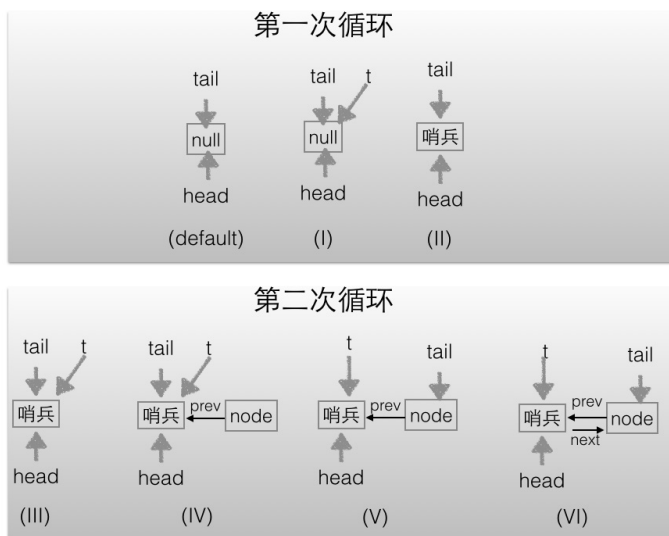 第一次循环
tail tail t tail
null null 哨兵
head head head
(default) (I) (II)
第二次循环
tail t tail t t tail t tail
哨兵 哨兵 prev node 哨兵 prev node 哨兵 prev next node
head head head head
(III) (IV) (V) (VI)